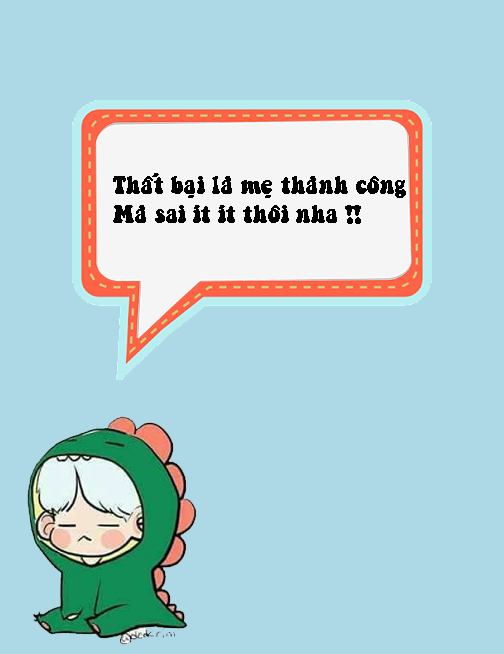 Thất bại là mẹ thành công
Mà sai ít ít thôi nha !!